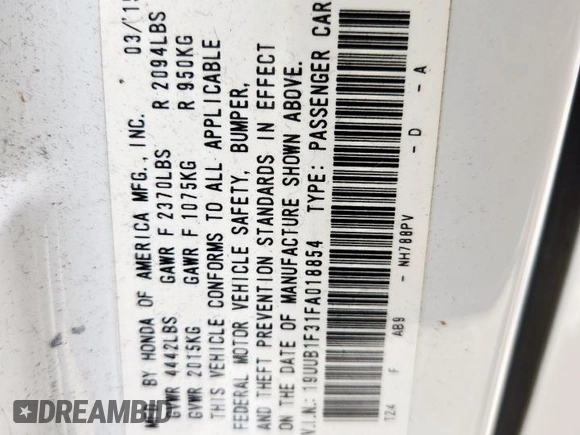 MFD. BY HONDA OF AMERICA MFG., INC. 03/'15
GVWR 4442LBS GAWR F 2370LBS R 2094LBS
GVWR 2015KG GAWR F 1075KG R 950KG
THIS VEHICLE CONFORMS TO ALL APPLICABLE
FEDERAL MOTOR VEHICLE SAFETY, BUMPER,
AND THEFT PREVENTION STANDARDS IN EFFECT
ON THE DATE OF MANUFACTURE SHOWN ABOVE.
V.I.N.: 19UUB1F31FA018854 TYPE: PASSENGER CAR
124 F AB9 - NH788PV - D - A
DREAMBID